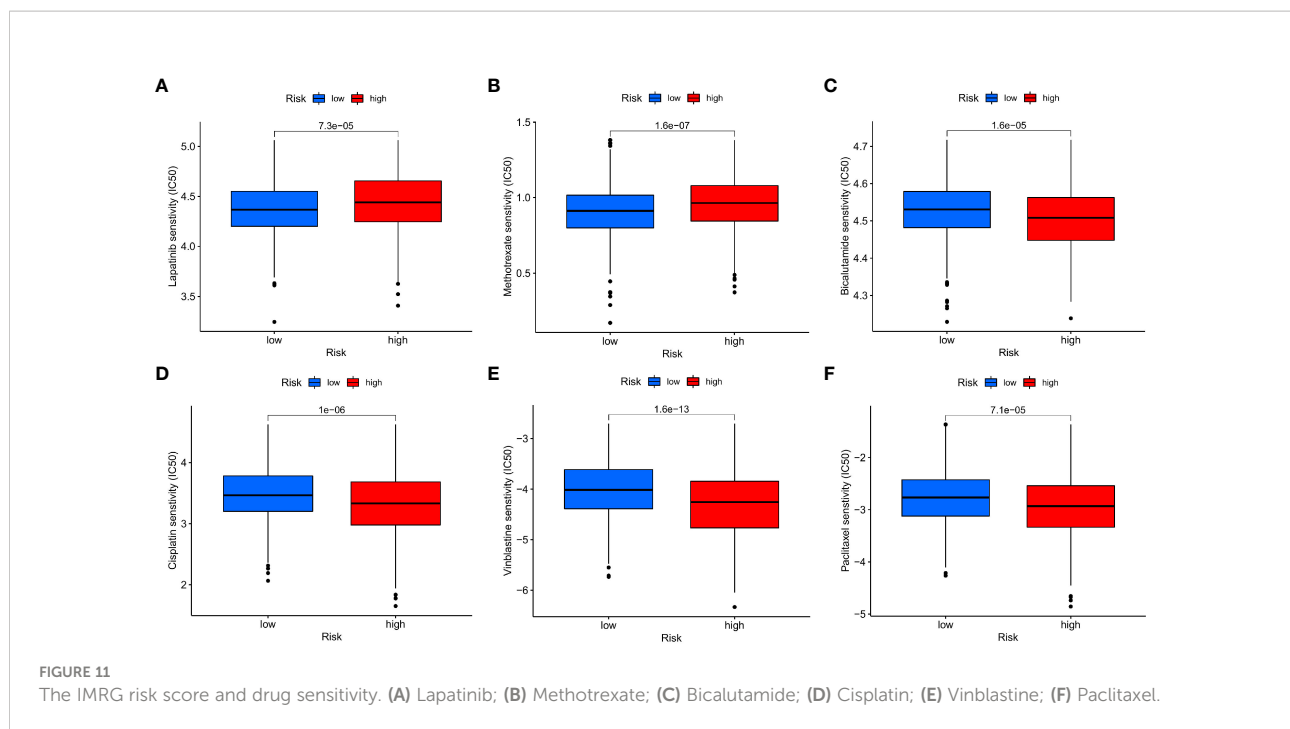 A
Risk low high
7.3e−05
5.0
4.5
4.0
3.5
Lapatinib senstivity (IC50)
low high
Risk
B
Risk low high
1.6e−07
1.5
1.0
0.5
Methotrexate senstivity (IC50)
low high
Risk
C
Risk low high
1.6e−05
4.7
4.6
4.5
4.4
4.3
Bicalutamide senstivity (IC50)
low high
Risk
D
Risk low high
1e−06
4
3
2
Cisplatin senstivity (IC50)
low high
Risk
E
Risk low high
1.6e−13
−3
−4
−5
−6
Vinblastine senstivity (IC50)
low high
Risk
F
Risk low high
7.1e−05
−2
−3
−4
−5
Paclitaxel senstivity (IC50)
low high
Risk
FIGURE 11
The IMRG risk score and drug sensitivity. (A) Lapatinib; (B) Methotrexate; (C) Bicalutamide; (D) Cisplatin; (E) Vinblastine; (F) Paclitaxel.